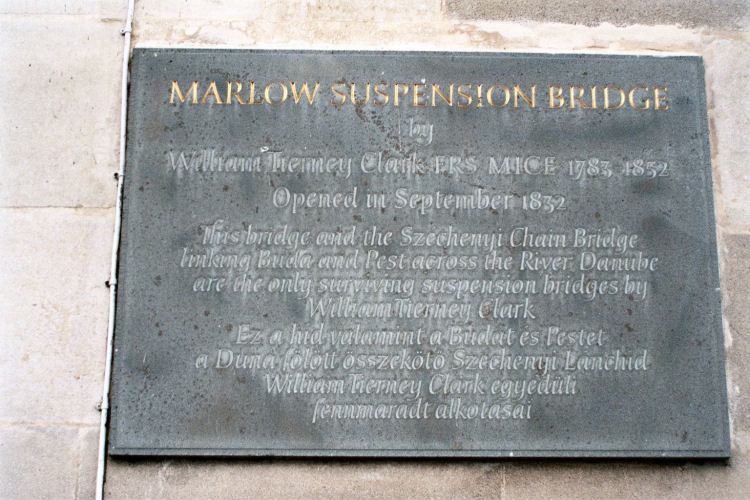 MARLOW SUSPENSION BRIDGE
by
William Tierney Clark FRS MICE 1783 1852
Opened in September 1832
This bridge and the Széchenyi Chain Bridge
linking Buda and Pest across the River Danube
are the only surviving suspension bridges by
William Tierney Clark
Ez a híd valamint a Budát és Pestet
a Duna fölött összekötő Széchenyi Lánchíd
William Tierney Clark egyedüli
fennmaradt alkotásai